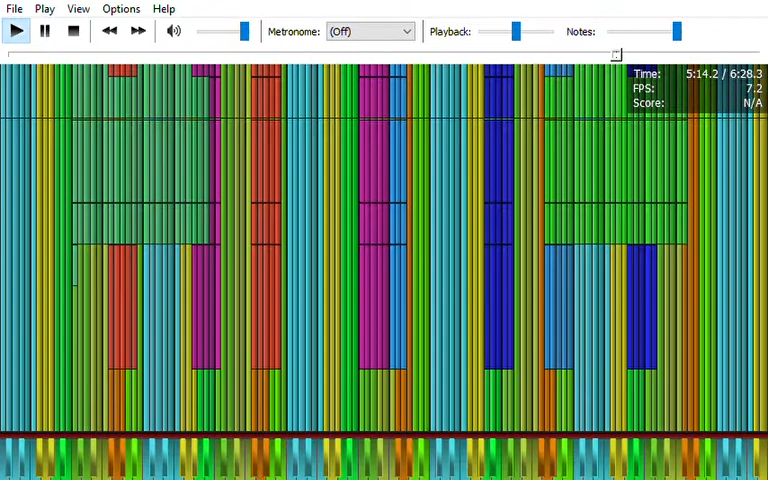 File Play View Options Help
Metronome: (Off) Playback: Notes:
Time: 5:14.2 / 6:28.3
FPS: 7.2
Score: N/A